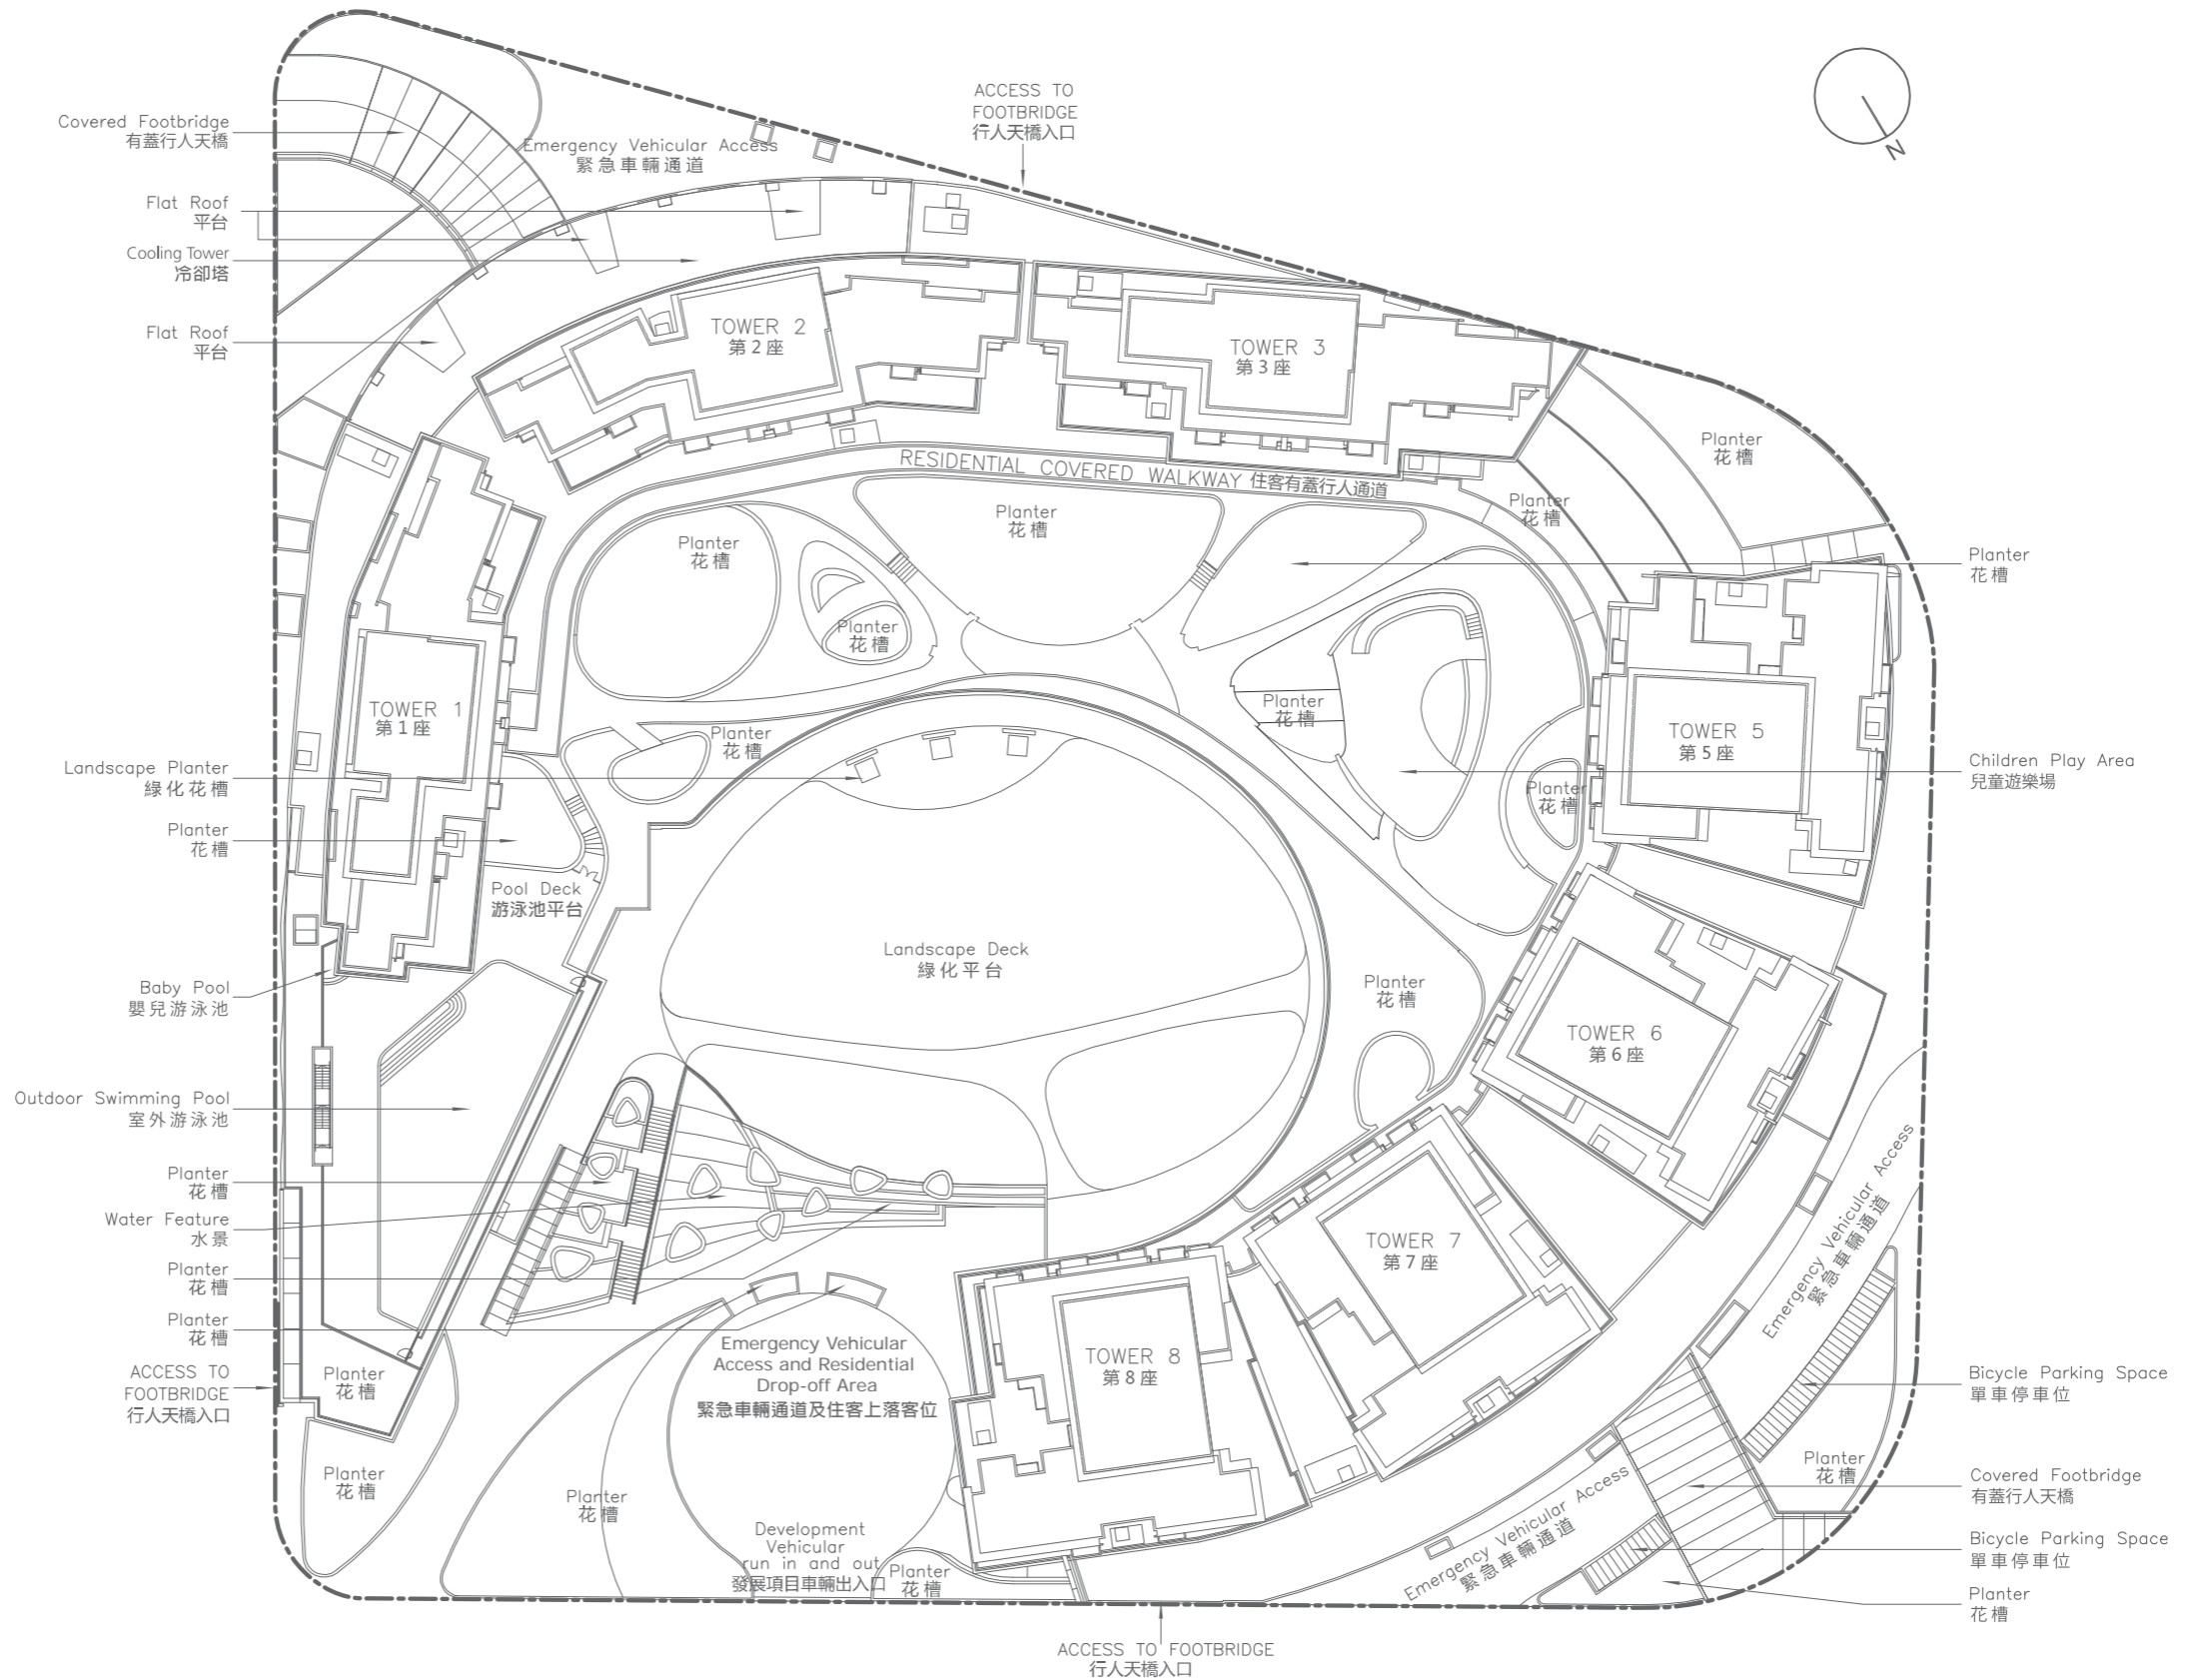 ACCESS TO
FOOTBRIDGE
行人天橋入口
N
Covered Footbridge
有蓋行人天橋
Emergency Vehicular Access
緊急車輛通道
Flat Roof
平台
Cooling Tower
冷卻塔
Flat Roof
平台
TOWER 2
第2座
TOWER 3
第3座
Planter
花槽
RESIDENTIAL COVERED WALKWAY 住客有蓋行人通道
Planter
花槽
Planter
花槽
Planter
花槽
Planter
花槽
Planter
花槽
TOWER 1
第1座
Planter
花槽
Planter
花槽
TOWER 5
第5座
Landscape Planter
綠化花槽
Children Play Area
兒童遊樂場
Planter
花槽
Planter
花槽
Pool Deck
游泳池平台
Landscape Deck
綠化平台
Baby Pool
嬰兒游泳池
Planter
花槽
TOWER 6
第6座
Outdoor Swimming Pool
室外游泳池
Emergency Vehicular Access
緊急車輛通道
Planter
花槽
Water Feature
水景
Planter
花槽
Planter
花槽
TOWER 7
第7座
ACCESS TO
FOOTBRIDGE
行人天橋入口
Planter
花槽
Emergency Vehicular
Access and Residential
Drop-off Area
緊急車輛通道及住客上落客位
TOWER 8
第8座
Bicycle Parking Space
單車停車位
Planter
花槽
Planter
花槽
Planter
花槽
Covered Footbridge
有蓋行人天橋
Emergency Vehicular Access
緊急車輛通道
Development
Vehicular
run in and out
發展項目車輛出入口
Planter
花槽
Bicycle Parking Space
單車停車位
Planter
花槽
ACCESS TO FOOTBRIDGE
行人天橋入口